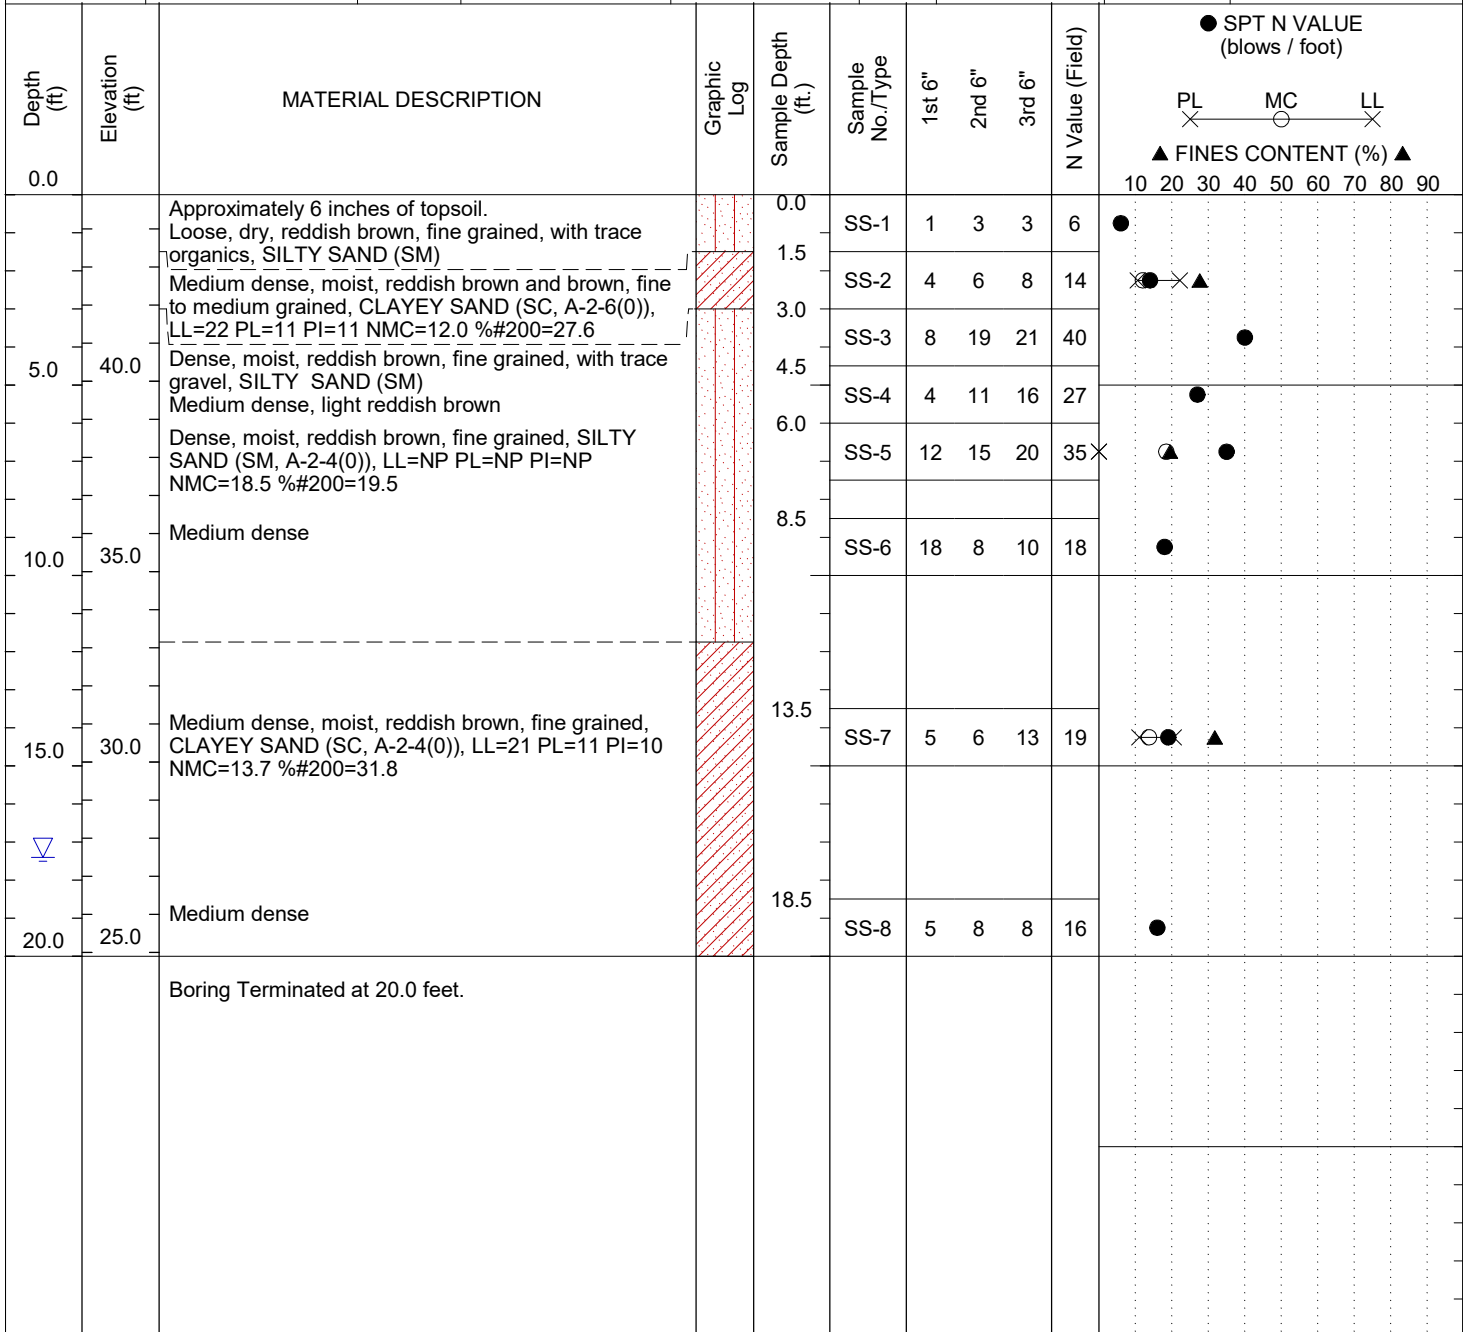 Depth
(ft)
Elevation
(ft)
MATERIAL DESCRIPTION
Graphic
Log
Sample Depth
(ft.)
Sample
No./Type
1st 6"
2nd 6"
3rd 6"
N Value (Field)
SPT N VALUE
(blows / foot)
PL MC LL
FINES CONTENT (%)
10 20 30 40 50 60 70 80 90
0.0
Approximately 6 inches of topsoil.
Loose, dry, reddish brown, fine grained, with trace
organics, SILTY SAND (SM)
0.0
SS-1 1 3 3 6
1.5
Medium dense, moist, reddish brown and brown, fine
to medium grained, CLAYEY SAND (SC, A-2-6(0)),
LL=22 PL=11 PI=11 NMC=12.0 %#200=27.6
SS-2 4 6 8 14
3.0
Dense, moist, reddish brown, fine grained, with trace
gravel, SILTY  SAND (SM)
SS-3 8 19 21 40
4.5
5.0 40.0
Medium dense, light reddish brown
SS-4 4 11 16 27
6.0
Dense, moist, reddish brown, fine grained, SILTY
SAND (SM, A-2-4(0)), LL=NP PL=NP PI=NP
NMC=18.5 %#200=19.5
SS-5 12 15 20 35
8.5
Medium dense
SS-6 18 8 10 18
10.0 35.0
13.5
Medium dense, moist, reddish brown, fine grained,
CLAYEY SAND (SC, A-2-4(0)), LL=21 PL=11 PI=10
NMC=13.7 %#200=31.8
SS-7 5 6 13 19
15.0 30.0
18.5
Medium dense
SS-8 5 8 8 16
20.0 25.0
Boring Terminated at 20.0 feet.